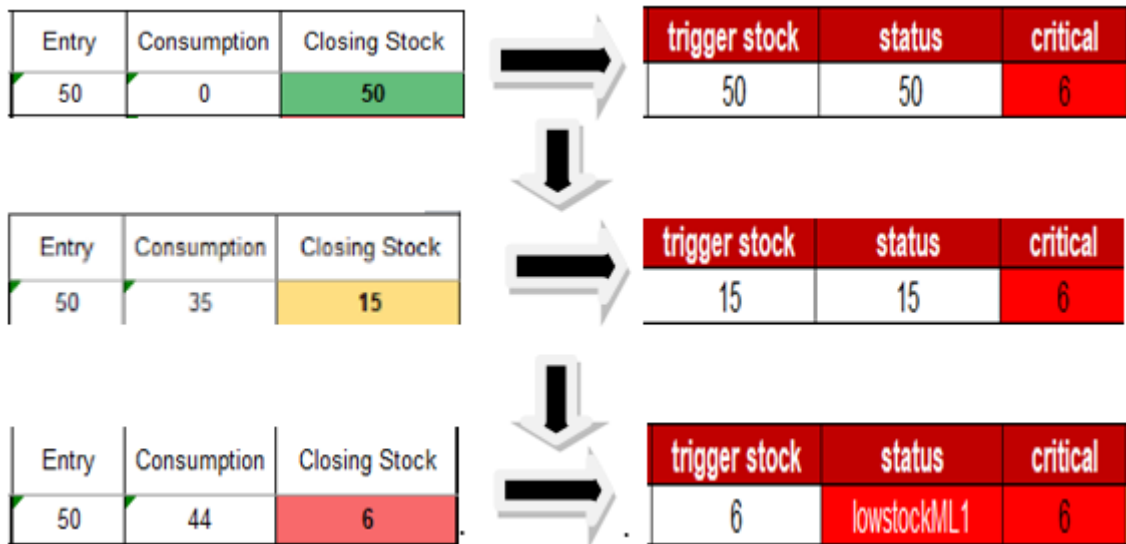 Entry Consumption Closing Stock trigger stock status critical
50 0 50 50 50 6
Entry Consumption Closing Stock trigger stock status critical
50 35 15 15 15 6
Entry Consumption Closing Stock trigger stock status critical
50 44 6 . . 6 lowstockML1 6